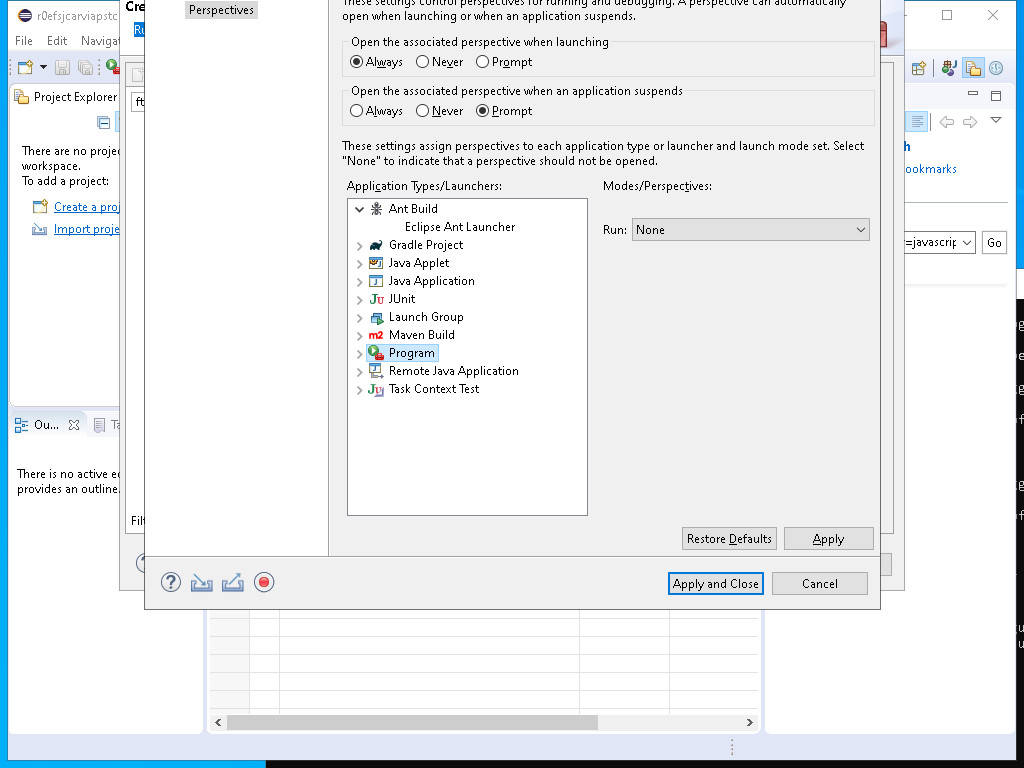 r0efsjcarviapstc
File Edit Navigat
Cre
Ru
Perspectives
These settings control perspectives for running and debugging. A perspective can automatically
open when launching or when an application suspends.
Open the associated perspective when launching
Always Never Prompt
Open the associated perspective when an application suspends
Always Never Prompt
These settings assign perspectives to each application type or launcher and launch mode set. Select
"None" to indicate that a perspective should not be opened.
Application Types/Launchers:
Modes/Perspectives:
Ant Build
Eclipse Ant Launcher
Gradle Project
Java Applet
Java Application
JUnit
Launch Group
Maven Build
Program
Remote Java Application
Task Context Test
Run: None
Restore Defaults Apply
Apply and Close Cancel
Project Explorer
There are no projec
workspace.
To add a project:
Create a proj
Import proje
Ou... Ta
There is no active ed
provides an outline.
ft
Filt
h
ookmarks
=javascrip Go